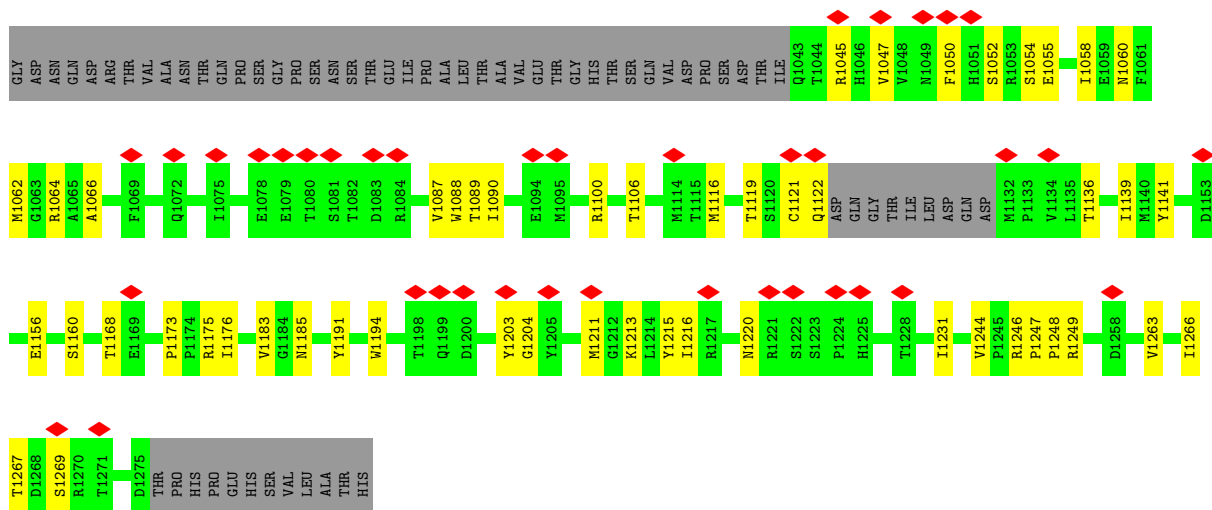 GLY ASP ASN GLN ASP ARG THR VAL ALA ASN THR GLN PRO SER GLY PRO SER ASN SER THR GLU ILE PRO ALA LEU THR ALA VAL GLU THR GLY HIS THR SER GLN VAL ASP PRO SER ASP THR ILE Q1043 T1044 R1045 H1046 V1047 V1048 N1049 F1050 H1051 S1052 R1053 S1054 E1055 I1058 E1059 N1060 F1061
M1062 G1063 R1064 A1065 A1066 F1069 Q1072 I1075 E1078 E1079 T1080 S1081 T1082 D1083 R1084 V1087 W1088 T1089 I1090 E1094 M1095 R1100 T1106 M1114 T1115 M1116 T1119 S1120 C1121 Q1122 ASP GLN GLY THR ILE LEU ASP GLN ASP M1132 P1133 V1134 L1135 T1136 I1139 M1140 Y1141 D1153
E1156 S1160 T1168 E1169 P1173 P1174 R1175 I1176 V1183 G1184 N1185 Y1191 W1194 T1198 Q1199 D1200 Y1203 G1204 Y1205 M1211 G1212 K1213 L1214 Y1215 I1216 R1217 N1220 R1221 S1222 S1223 P1224 H1225 T1228 I1231 V1244 P1245 R1246 P1247 P1248 R1249 D1258 V1263 I1266
T1267 D1268 S1269 R1270 T1271 D1275 THR PRO HIS PRO GLU HIS SER VAL LEU ALA THR HIS